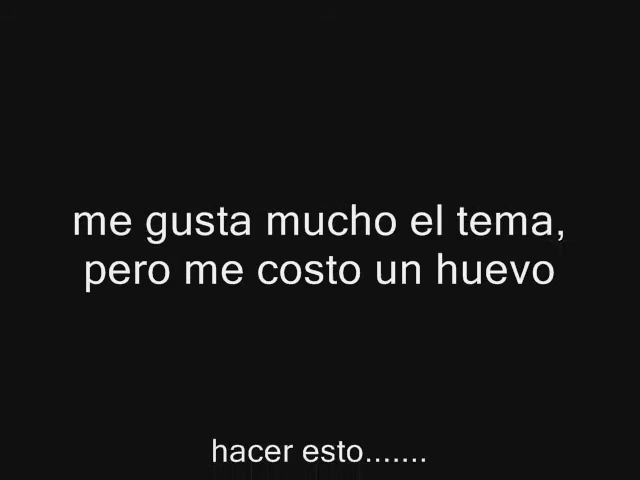 me gusta mucho el tema,
pero me costo un huevo
hacer esto.......